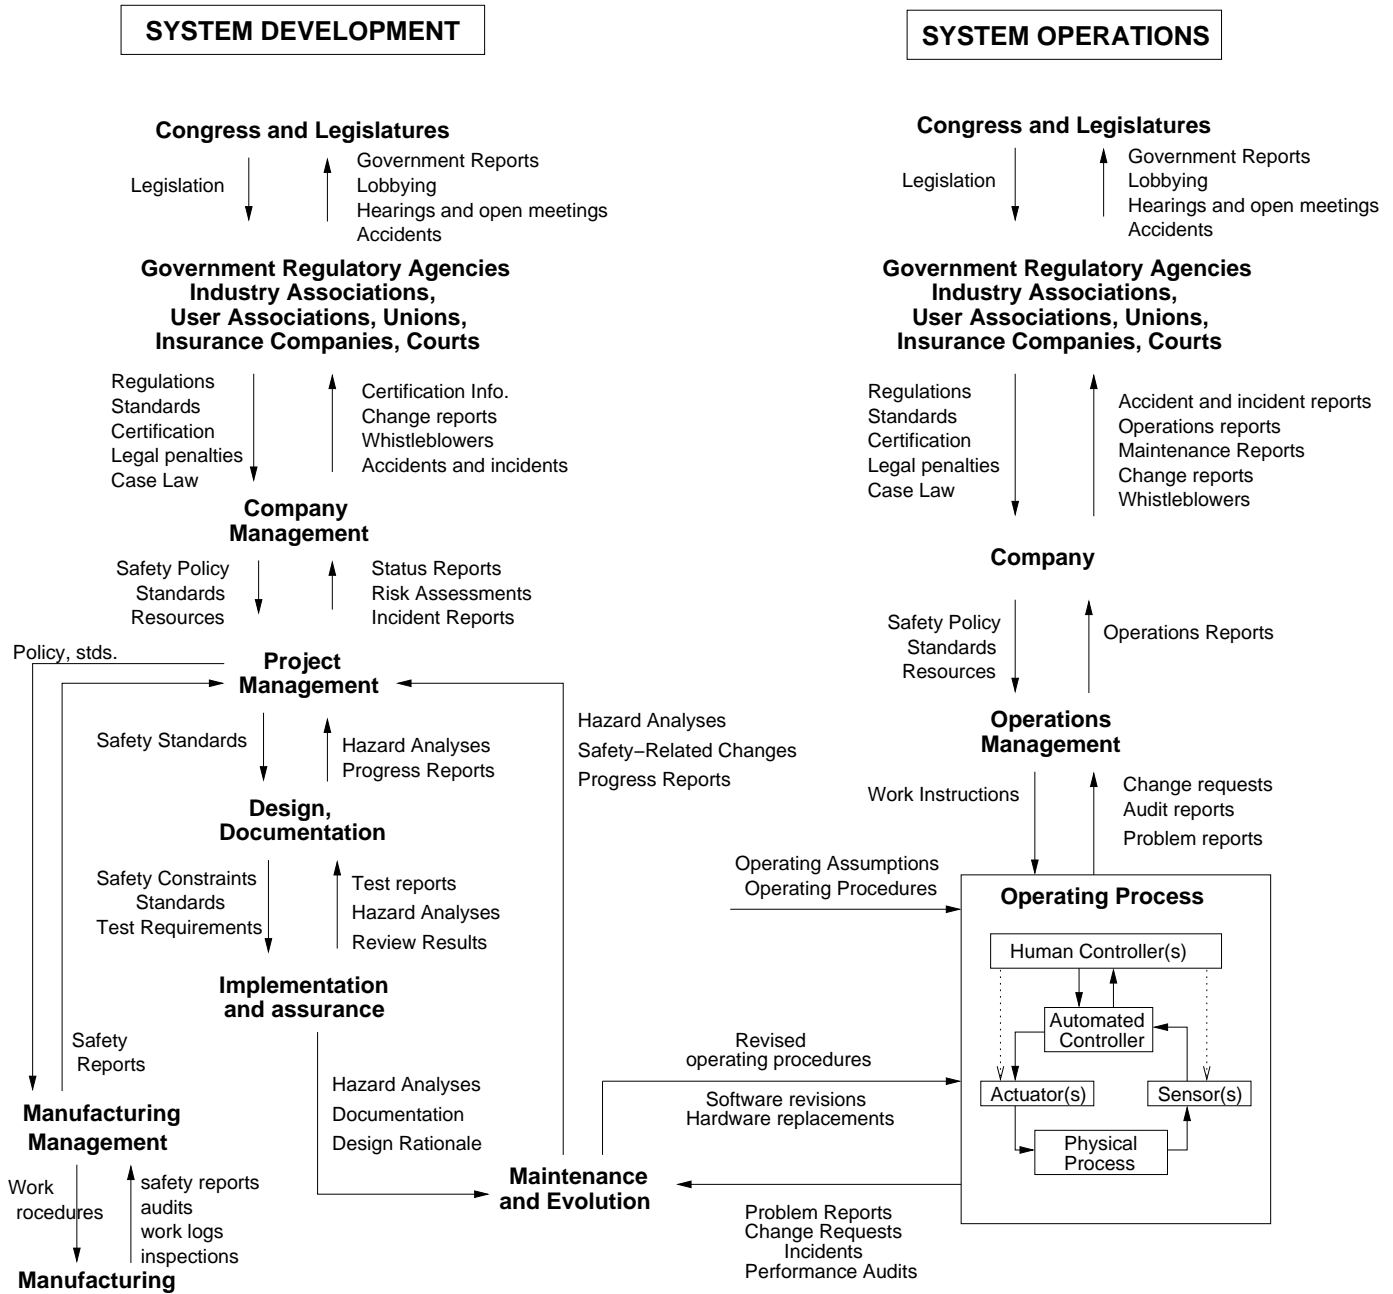 SYSTEM DEVELOPMENT
Congress and Legislatures
Legislation
Government Reports
Lobbying
Hearings and open meetings
Accidents
Government Regulatory Agencies
Industry Associations,
User Associations, Unions,
Insurance Companies, Courts
Regulations
Standards
Certification
Legal penalties
Case Law
Certification Info.
Change reports
Whistleblowers
Accidents and incidents
Company
Management
Safety Policy
Standards
Resources
Status Reports
Risk Assessments
Incident Reports
Policy, stds.
Project
Management
Safety Standards
Hazard Analyses
Progress Reports
Hazard Analyses
Safety−Related Changes
Progress Reports
Design,
Documentation
Safety Constraints
Standards
Test Requirements
Test reports
Hazard Analyses
Review Results
Implementation
and assurance
Safety
Reports
Hazard Analyses
Documentation
Design Rationale
Manufacturing
Management
Work
rocedures
safety reports
audits
work logs
inspections
Manufacturing
Maintenance
and Evolution
SYSTEM OPERATIONS
Congress and Legislatures
Legislation
Government Reports
Lobbying
Hearings and open meetings
Accidents
Government Regulatory Agencies
Industry Associations,
User Associations, Unions,
Insurance Companies, Courts
Regulations
Standards
Certification
Legal penalties
Case Law
Accident and incident reports
Operations reports
Maintenance Reports
Change reports
Whistleblowers
Company
Safety Policy
Standards
Resources
Operations Reports
Operations
Management
Work Instructions
Change requests
Audit reports
Problem reports
Operating Assumptions
Operating Procedures
Operating Process
Human Controller(s)
Automated
Controller
Actuator(s)
Sensor(s)
Physical
Process
Revised
operating procedures
Software revisions
Hardware replacements
Problem Reports
Change Requests
Incidents
Performance Audits